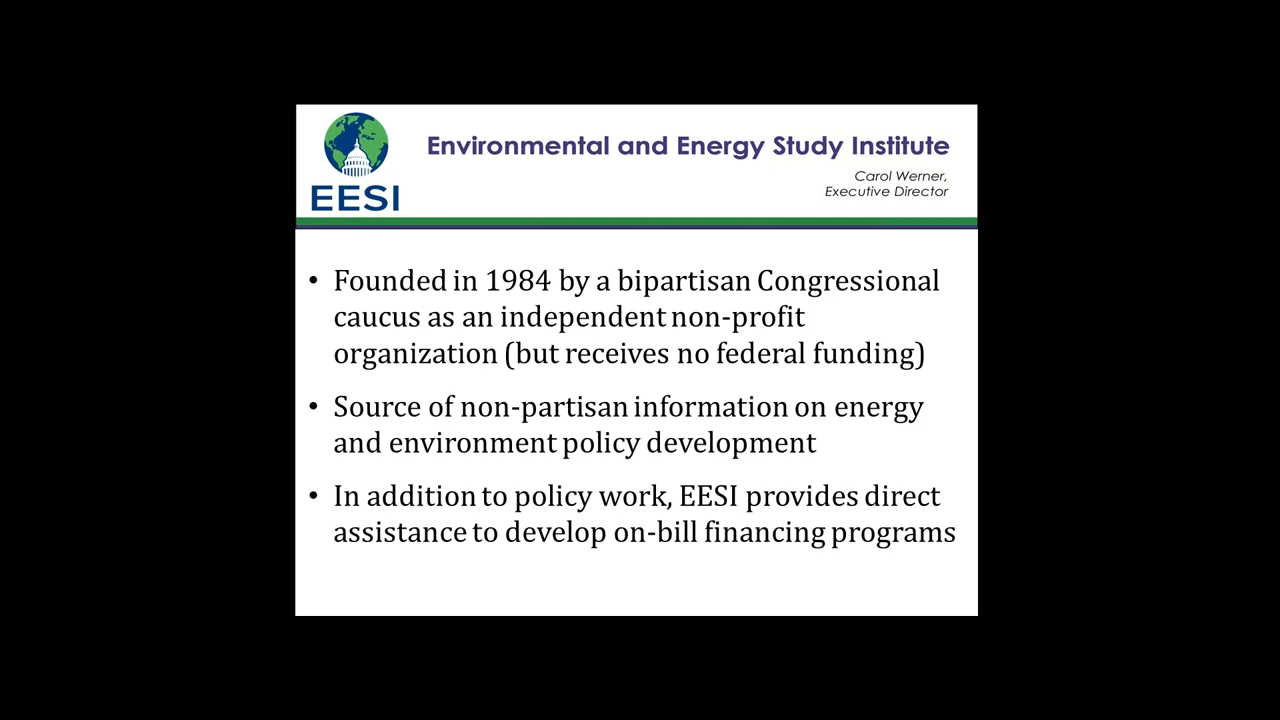 EESI
Environmental and Energy Study Institute
Carol Werner,
Executive Director
• Founded in 1984 by a bipartisan Congressional
caucus as an independent non-profit
organization (but receives no federal funding)
• Source of non-partisan information on energy
and environment policy development
• In addition to policy work, EESI provides direct
assistance to develop on-bill financing programs